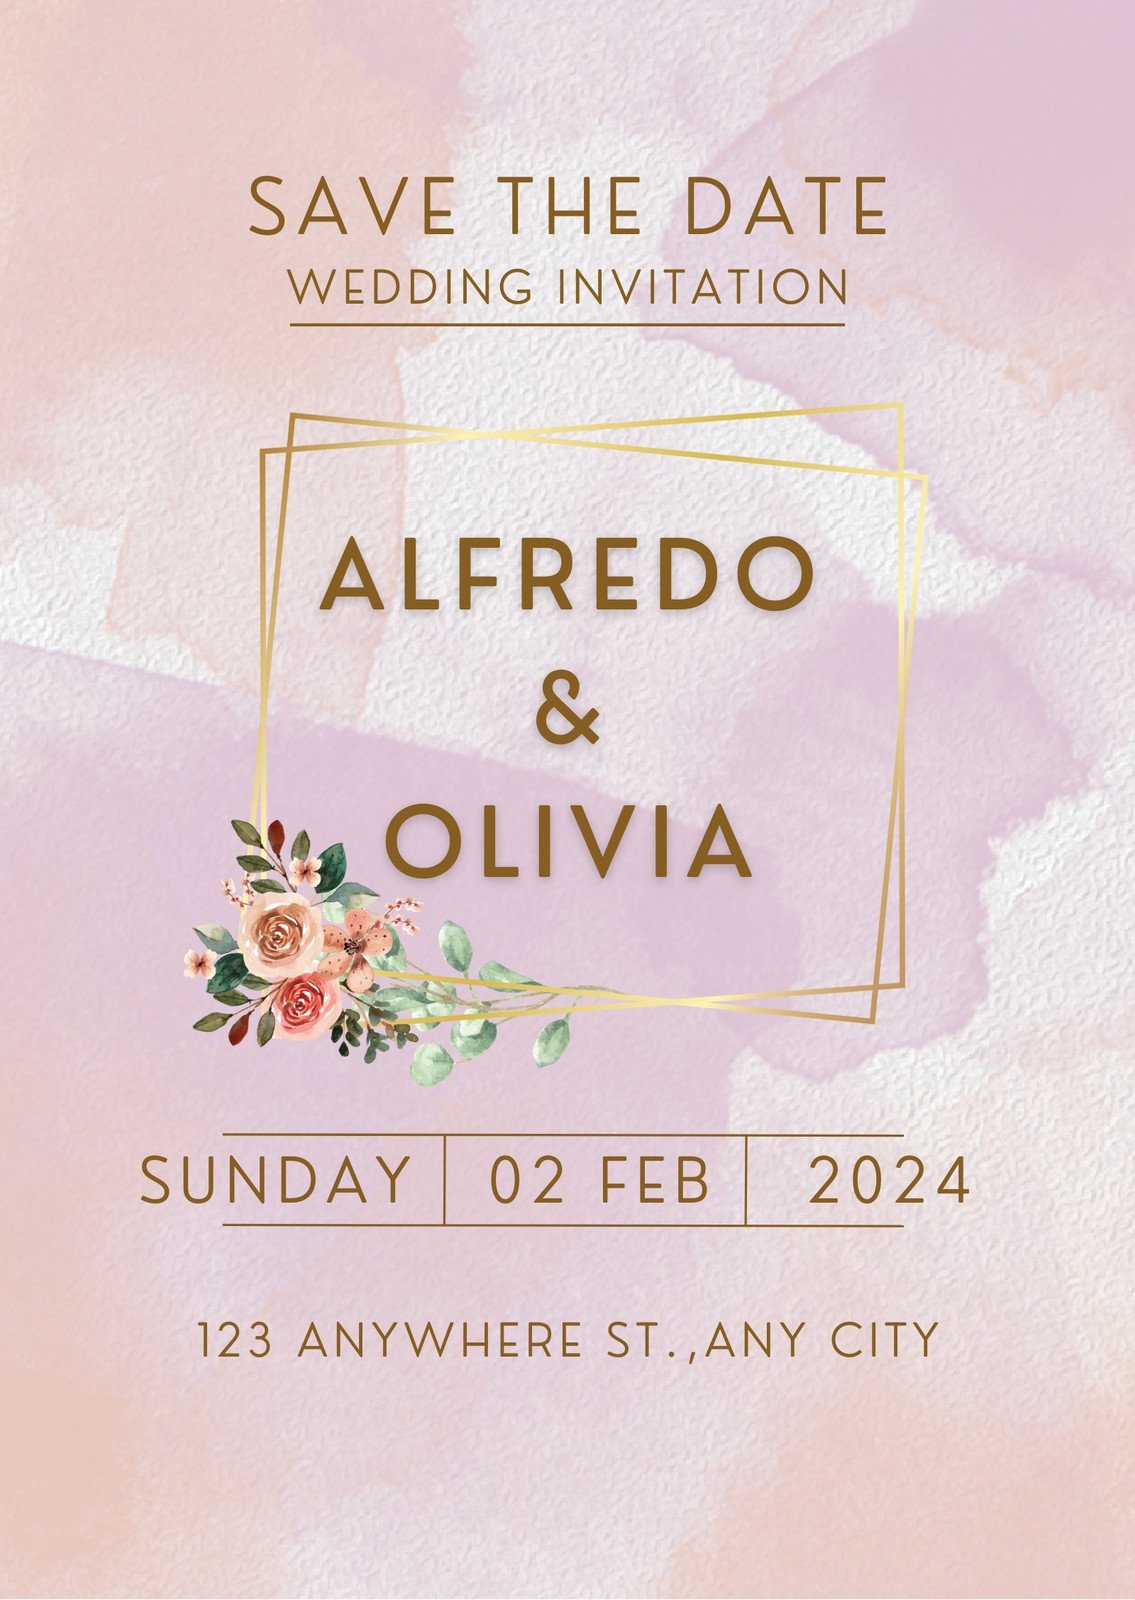 SAVE THE DATE
WEDDING INVITATION
ALFREDO
&
OLIVIA
SUNDAY 02 FEB 2024
123 ANYWHERE ST.,ANY CITY